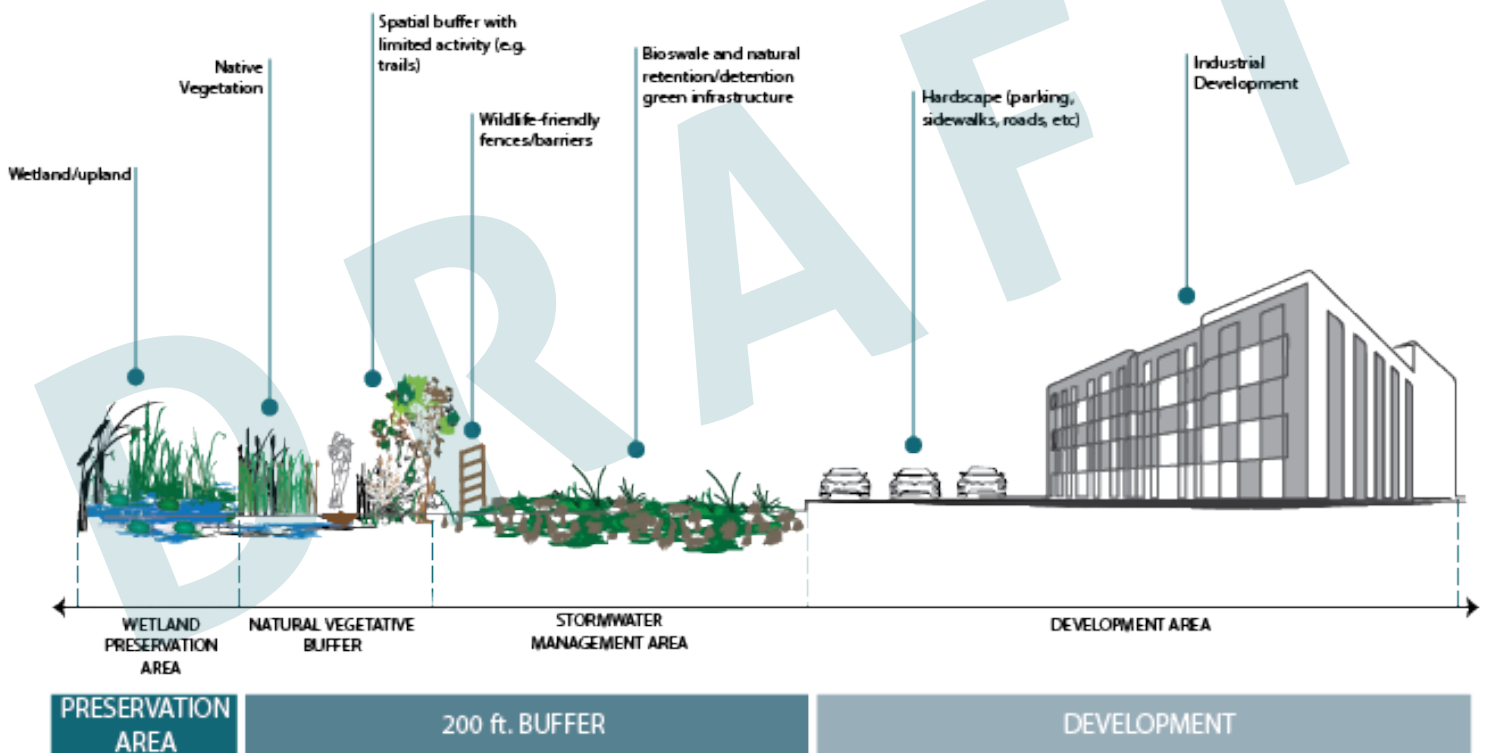 Spatial buffer with
limited activity (e.g.
trails)
Native
Vegetation
Bioswale and natural
retention/detention
green infrastructure
Industrial
Development
Hardscape (parking,
sidewalks, roads, etc)
Wildlife-friendly
fences/barriers
Wetland/upland
DRAFT
WETLAND
PRESERVATION
AREA
NATURAL VEGETATIVE
BUFFER
STORMWATER
MANAGEMENT AREA
DEVELOPMENT AREA
PRESERVATION
AREA
200 ft. BUFFER
DEVELOPMENT